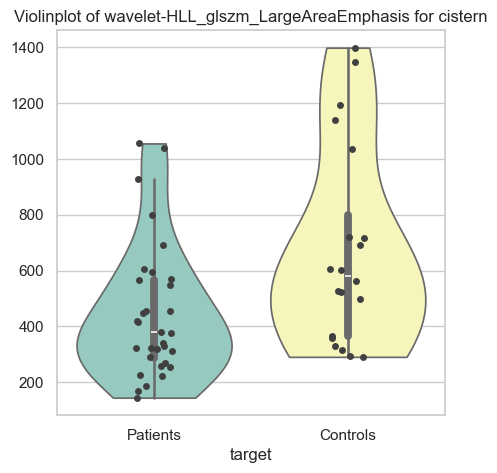 Violinplot of wavelet-HLL_glszm_LargeAreaEmphasis for cistern
1400
1200
1000
800
600
400
200
Patients
Controls
target